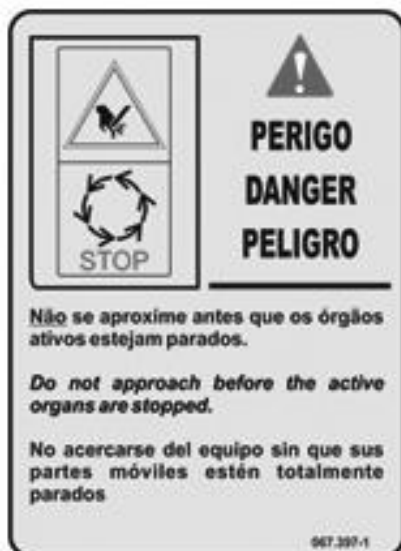 STOP
PERIGO
DANGER
PELIGRO
Não se aproxime antes que os órgãos
ativos estejam parados.
Do not approach before the active
organs are stopped.
No acercarse del equipo sin que sus
partes móviles estén totalmente
parados
067.397-1